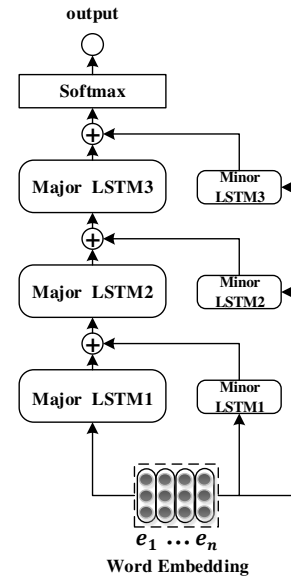 output
Softmax
+
Major LSTM3
Minor
LSTM3
+
Major LSTM2
Minor
LSTM2
+
Major LSTM1
Minor
LSTM1
e₁ … eₙ
Word Embedding